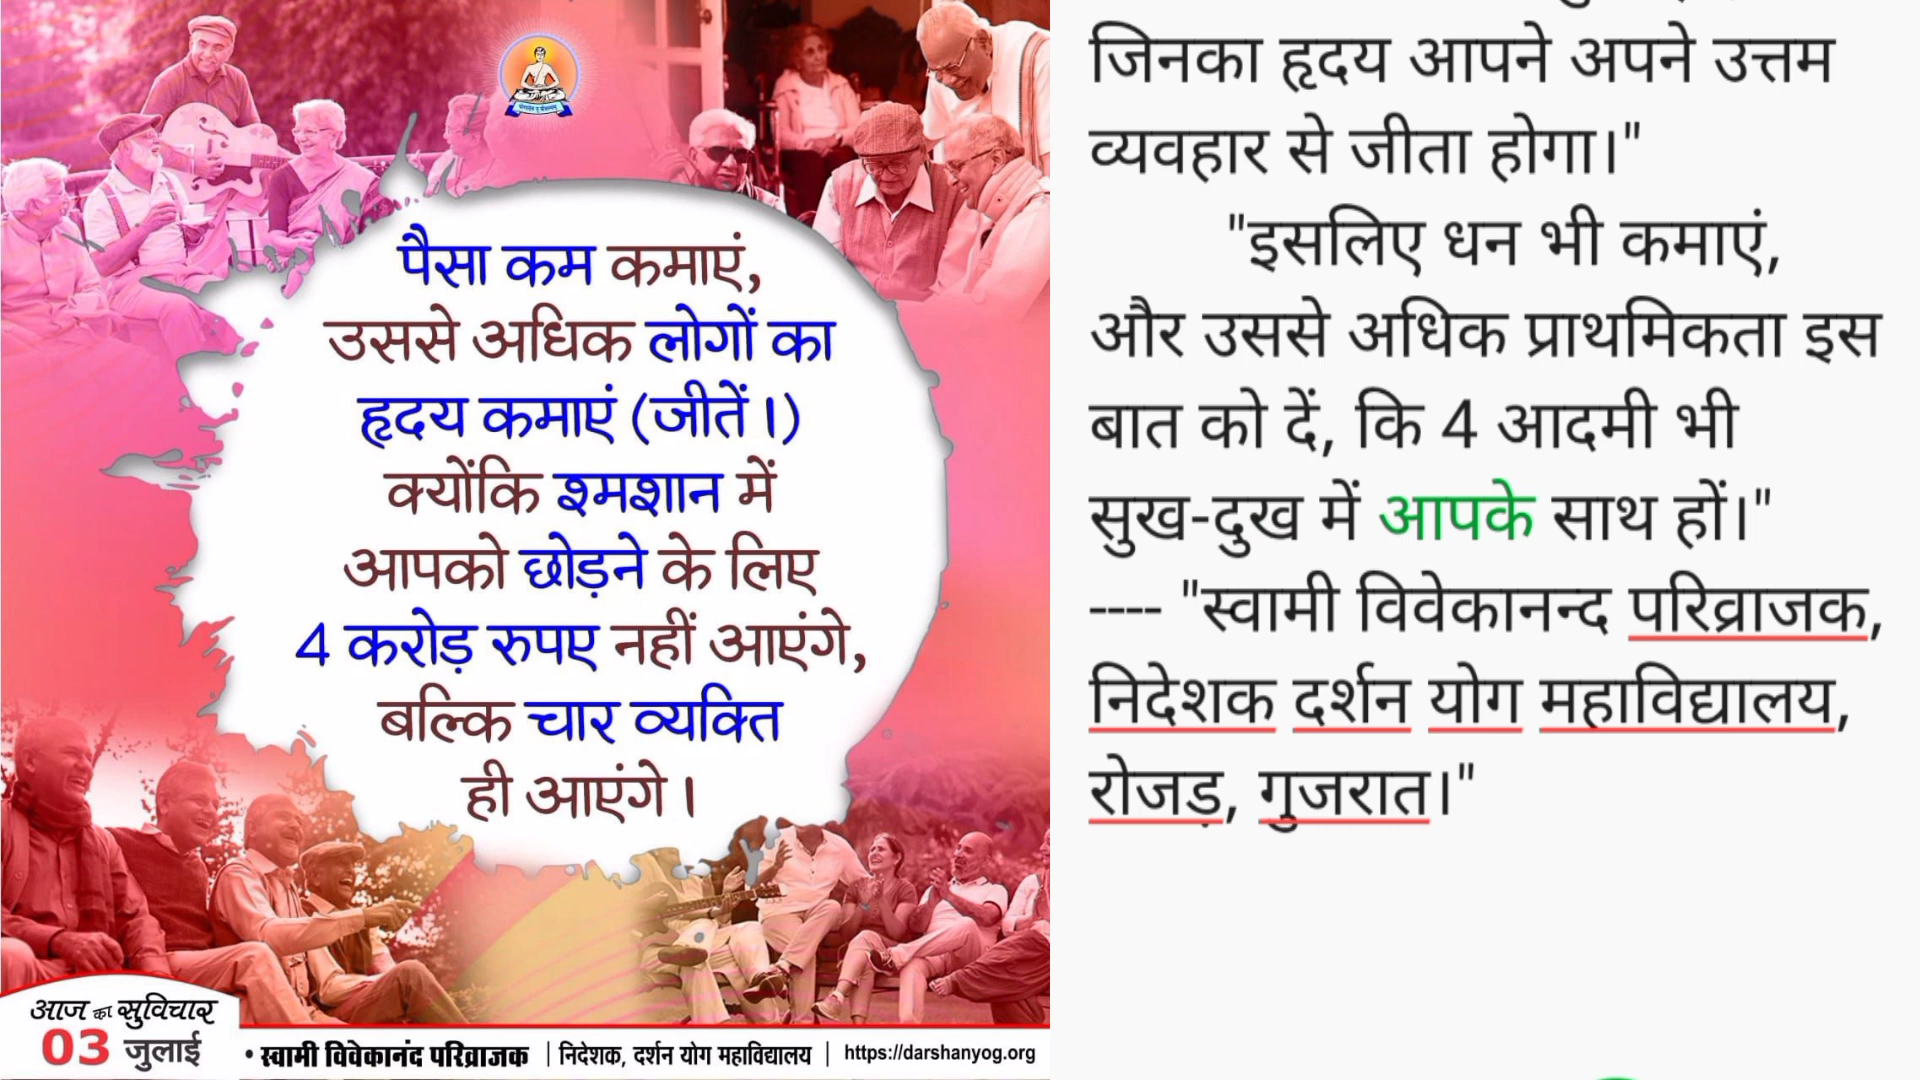 पैसा कम कमाएं,
उससे अधिक लोगों का
हृदय कमाएं (जीतें।)
क्योंकि श्मशान में
आपको छोड़ने के लिए
4 करोड़ रुपए नहीं आएंगे,
बल्कि चार व्यक्ति
ही आएंगे।
आज का सुविचार
03 जुलाई
• स्वामी विवेकानंद परिव्राजक | निदेशक, दर्शन योग महाविद्यालय | https://darshanyog.org
जिनका हृदय आपने अपने उत्तम
व्यवहार से जीता होगा।"
"इसलिए धन भी कमाएं,
और उससे अधिक प्राथमिकता इस
बात को दें, कि 4 आदमी भी
सुख-दुख में आपके साथ हों।"
---- "स्वामी विवेकानन्द परिव्राजक,
निदेशक दर्शन योग महाविद्यालय,
रोजड़, गुजरात।"